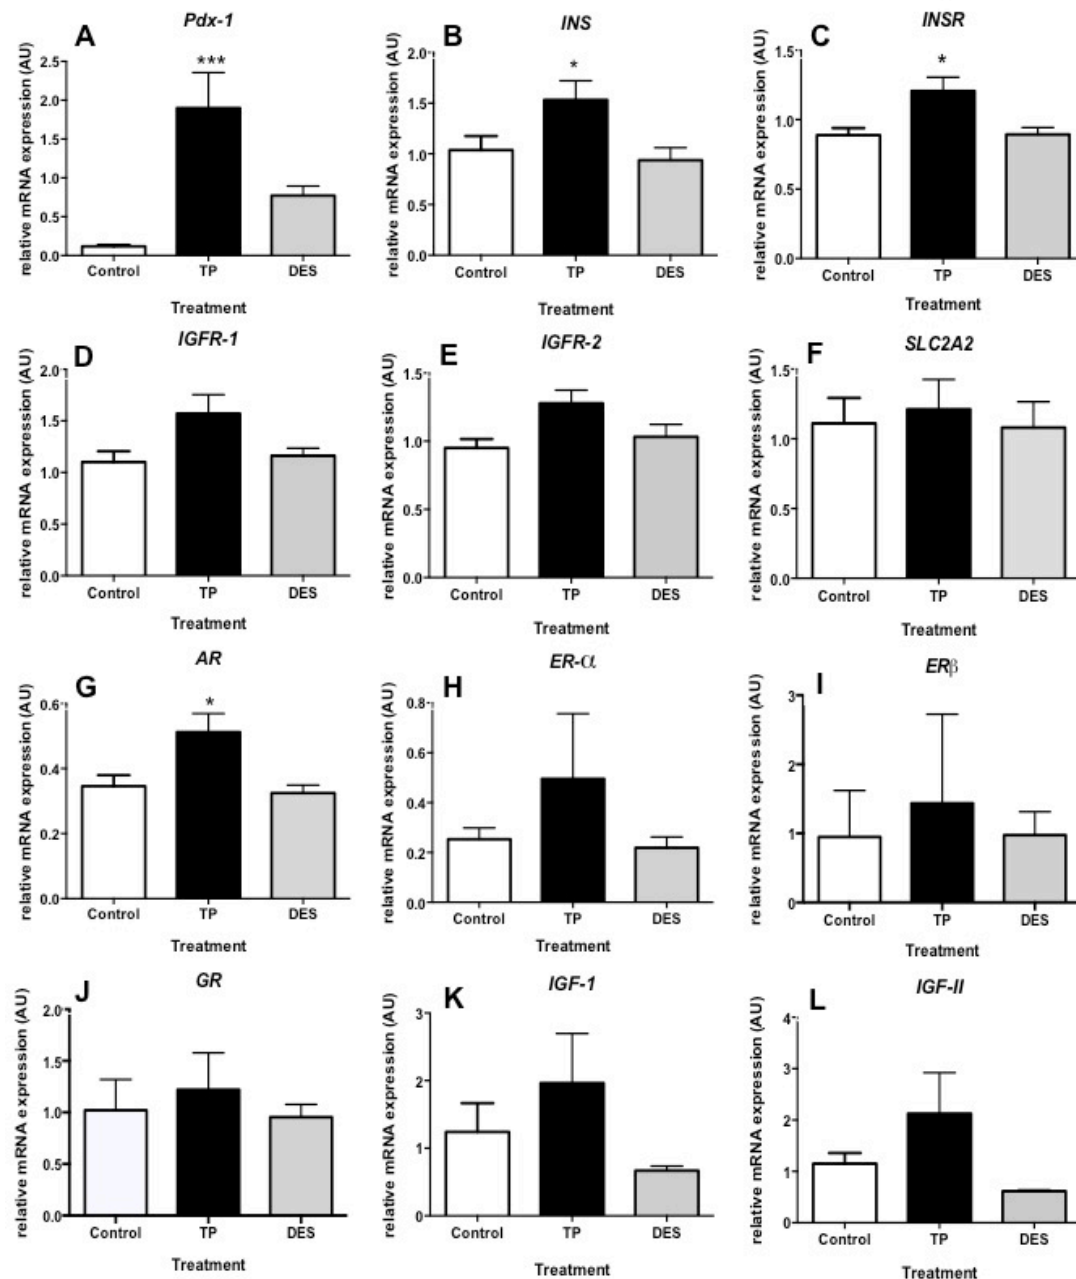 A
Pdx-1
relative mRNA expression (AU)
***
2.5
2.0
1.5
1.0
0.5
0.0
Control TP DES
Treatment
B
INS
relative mRNA expression (AU)
*
2.0
1.5
1.0
0.5
0.0
Control TP DES
Treatment
C
INSR
relative mRNA expression (AU)
*
1.5
1.0
0.5
0.0
Control TP DES
Treatment
D
IGFR-1
relative mRNA expression (AU)
2.0
1.5
1.0
0.5
0.0
Control TP DES
Treatment
E
IGFR-2
relative mRNA expression (AU)
1.5
1.0
0.5
0.0
Control TP DES
Treatment
F
SLC2A2
relative mRNA expression (AU)
1.5
1.0
0.5
0.0
Control TP DES
Treatment
G
AR
relative mRNA expression (AU)
*
0.6
0.4
0.2
0.0
Control TP DES
Treatment
H
ER-α
relative mRNA expression (AU)
0.8
0.6
0.4
0.2
0.0
Control TP DES
Treatment
I
ERβ
relative mRNA expression (AU)
3
2
1
0
Control TP DES
Treatment
J
GR
relative mRNA expression (AU)
2.0
1.5
1.0
0.5
0.0
Control TP DES
Treatment
K
IGF-1
relative mRNA expression (AU)
3
2
1
0
Control TP DES
Treatment
L
IGF-II
relative mRNA expression (AU)
4
3
2
1
0
Control TP DES
Treatment